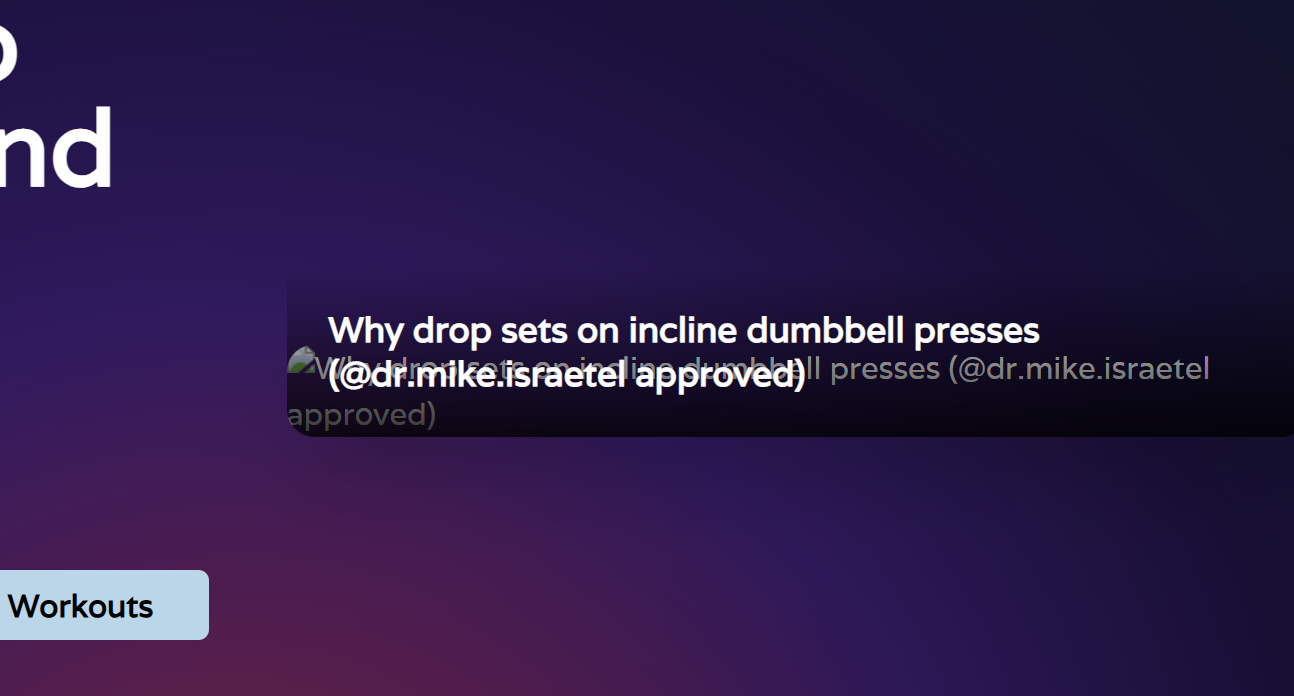 o
nd
Why drop sets on incline dumbbell presses
(@dr.mike.israetel approved)
Why drop sets on incline dumbbell presses (@dr.mike.israetel
approved)
Workouts